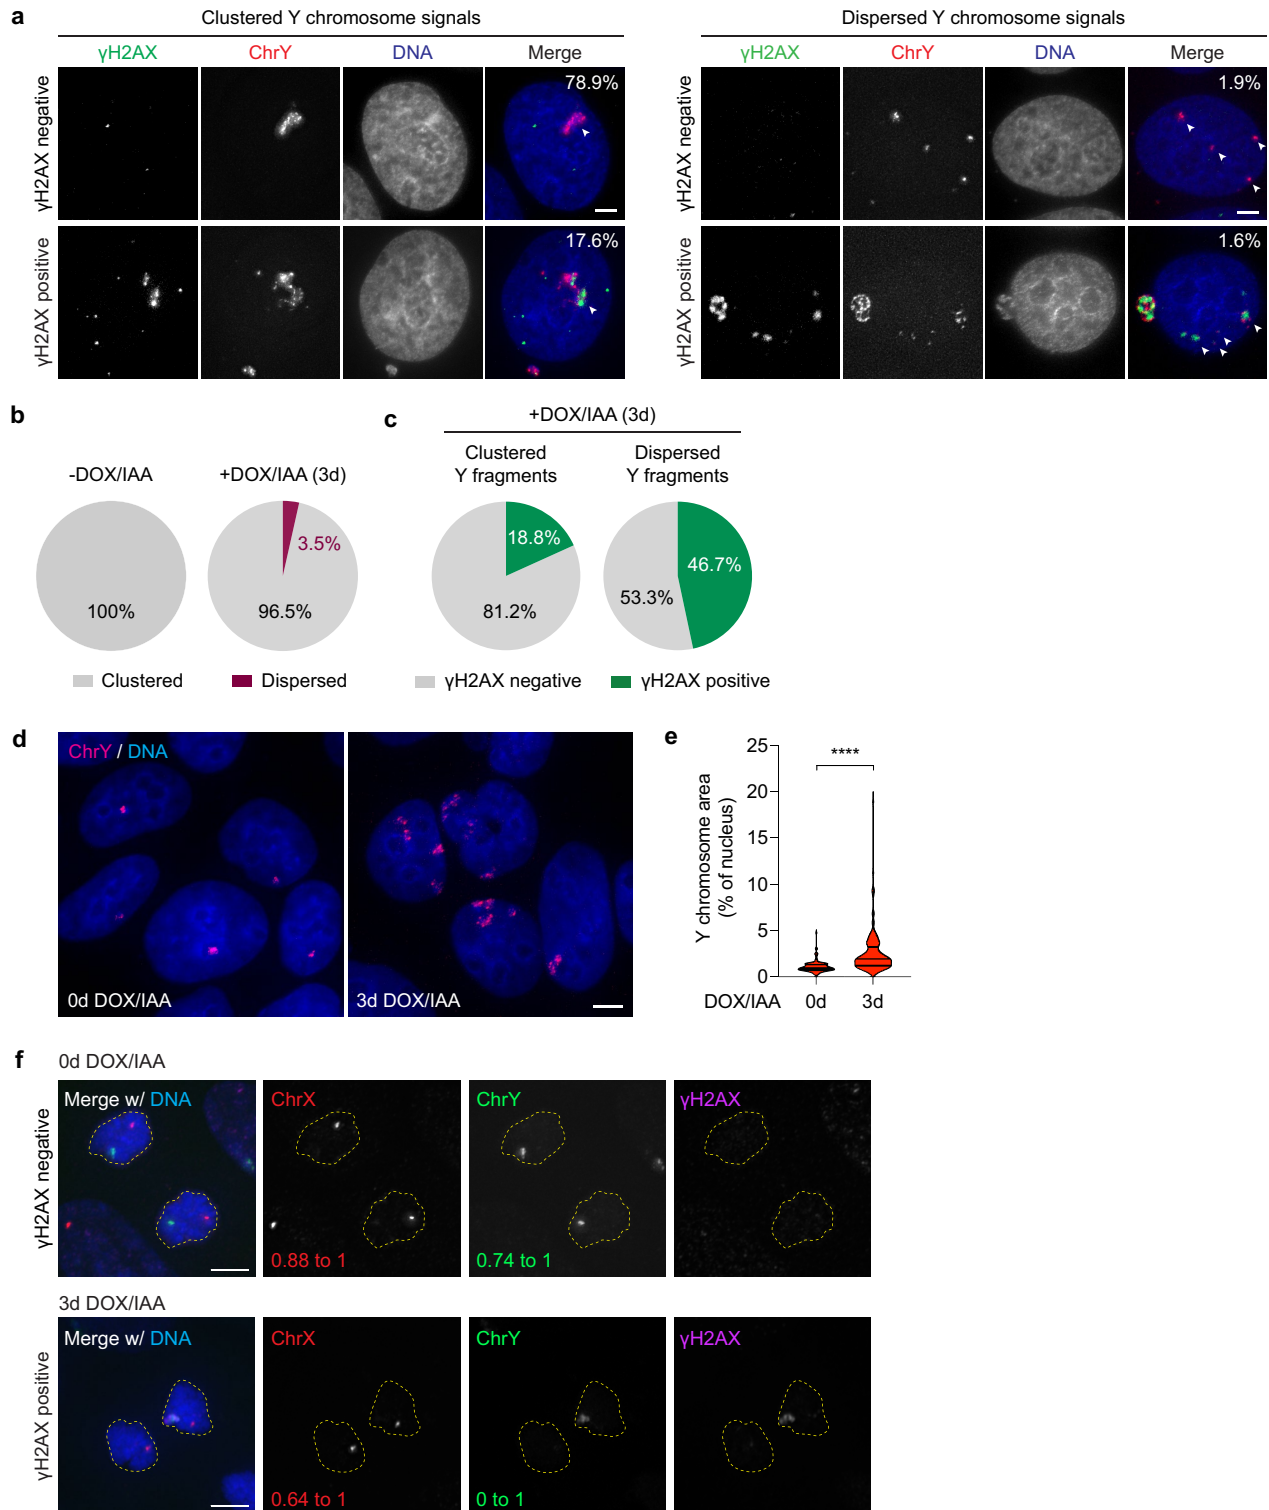 a
Clustered Y chromosome signals
Dispersed Y chromosome signals
γH2AX ChrY DNA Merge
γH2AX ChrY DNA Merge
γH2AX negative
78.9%
γH2AX negative
1.9%
γH2AX positive
17.6%
γH2AX positive
1.6%
b
-DOX/IAA
+DOX/IAA (3d)
100%
3.5%
96.5%
Clustered
Dispersed
c
+DOX/IAA (3d)
Clustered
Y fragments
Dispersed
Y fragments
18.8%
81.2%
46.7%
53.3%
γH2AX negative
γH2AX positive
d
ChrY / DNA
0d DOX/IAA
3d DOX/IAA
e
Y chromosome area
(% of nucleus)
25
20
15
10
5
0
****
DOX/IAA 0d 3d
f
0d DOX/IAA
γH2AX negative
Merge w/ DNA
ChrX
ChrY
γH2AX
0.88 to 1
0.74 to 1
3d DOX/IAA
γH2AX positive
Merge w/ DNA
ChrX
ChrY
γH2AX
0.64 to 1
0 to 1